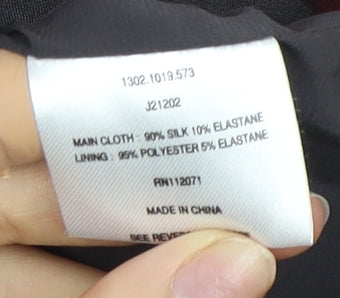 1302.1019.573
J21202
MAIN CLOTH : 90% SILK 10% ELASTANE
LINING : 95% POLYESTER 5% ELASTANE
RN112071
MADE IN CHINA
SEE